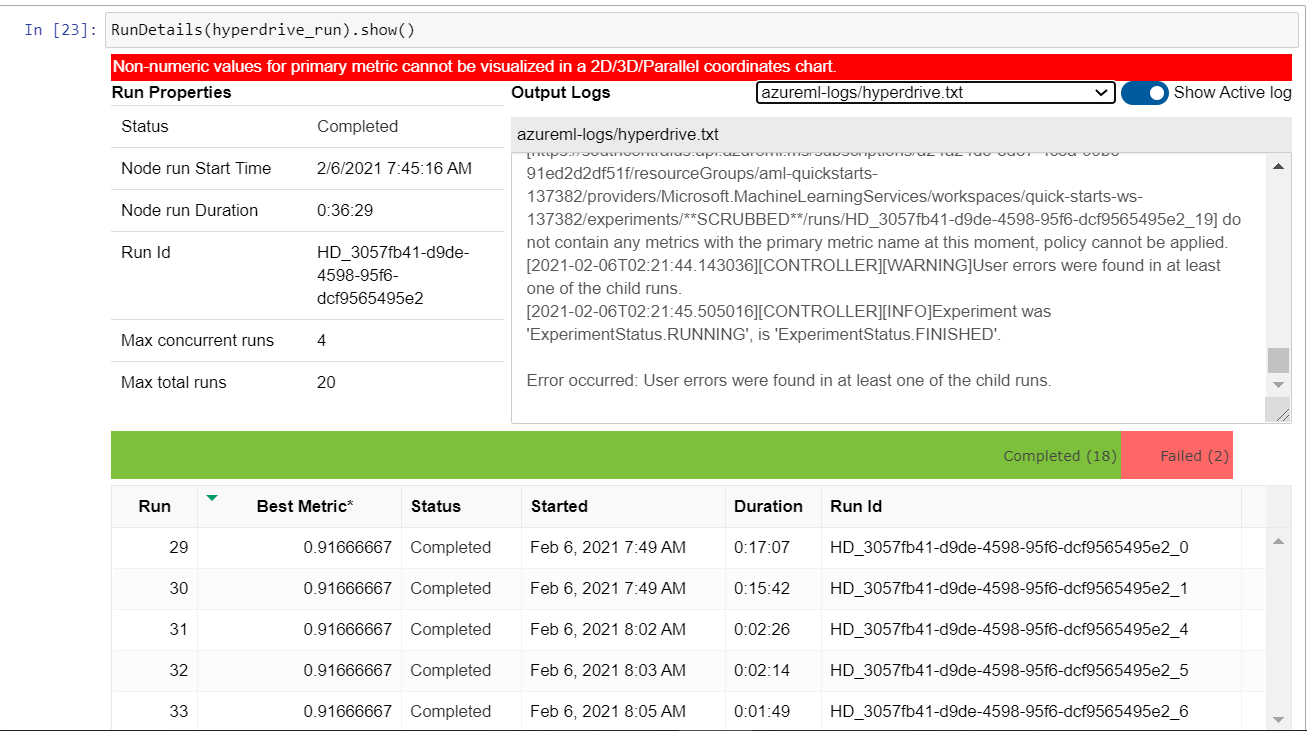 In [23]: RunDetails(hyperdrive_run).show()
Non-numeric values for primary metric cannot be visualized in a 2D/3D/Parallel coordinates chart.
Run Properties
Status Completed
Node run Start Time 2/6/2021 7:45:16 AM
Node run Duration 0:36:29
Run Id HD_3057fb41-d9de-
4598-95f6-
dcf9565495e2
Max concurrent runs 4
Max total runs 20
Output Logs azureml-logs/hyperdrive.txt Show Active log
azureml-logs/hyperdrive.txt
91ed2d2df51f/resourceGroups/aml-quickstarts-
137382/providers/Microsoft.MachineLearningServices/workspaces/quick-starts-ws-
137382/experiments/**SCRUBBED**/runs/HD_3057fb41-d9de-4598-95f6-dcf9565495e2_19] do
not contain any metrics with the primary metric name at this moment, policy cannot be applied.
[2021-02-06T02:21:44.143036][CONTROLLER][WARNING]User errors were found in at least
one of the child runs.
[2021-02-06T02:21:45.505016][CONTROLLER][INFO]Experiment was
'ExperimentStatus.RUNNING', is 'ExperimentStatus.FINISHED'.
Error occurred: User errors were found in at least one of the child runs.
Completed (18) Failed (2)
Run Best Metric* Status Started Duration Run Id
29 0.91666667 Completed Feb 6, 2021 7:49 AM 0:17:07 HD_3057fb41-d9de-4598-95f6-dcf9565495e2_0
30 0.91666667 Completed Feb 6, 2021 7:49 AM 0:15:42 HD_3057fb41-d9de-4598-95f6-dcf9565495e2_1
31 0.91666667 Completed Feb 6, 2021 8:02 AM 0:02:26 HD_3057fb41-d9de-4598-95f6-dcf9565495e2_4
32 0.91666667 Completed Feb 6, 2021 8:03 AM 0:02:14 HD_3057fb41-d9de-4598-95f6-dcf9565495e2_5
33 0.91666667 Completed Feb 6, 2021 8:05 AM 0:01:49 HD_3057fb41-d9de-4598-95f6-dcf9565495e2_6